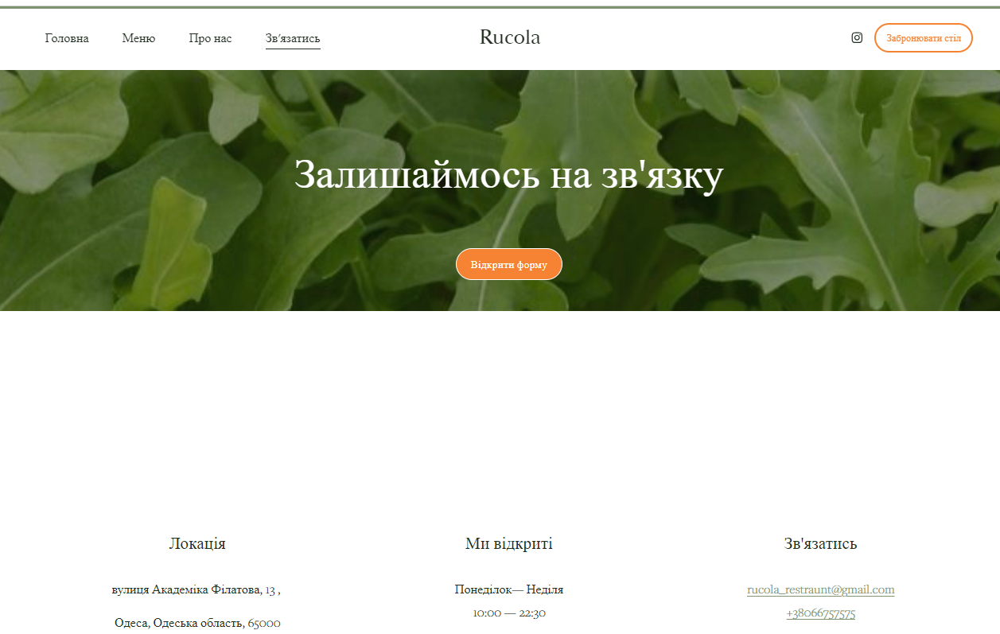 Головна
Меню
Про нас
Зв'язатись
Rucola
Забронювати стіл
Залишаймось на зв'язку
Відкрити форму
Локація
вулиця Академіка Філатова, 13 ,
Одеса, Одеська область, 65000
Ми відкриті
Понеділок— Неділя
10:00 — 22:30
Зв'язатись
rucola_restraunt@gmail.com
+38066757575